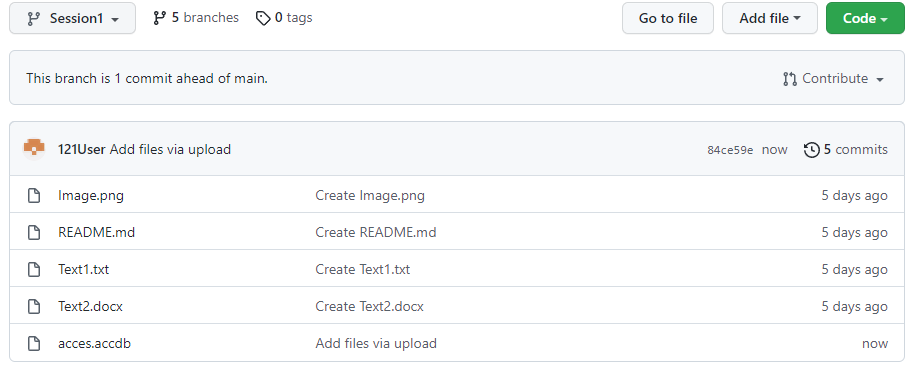 Session1 5 branches 0 tags Go to file Add file Code
This branch is 1 commit ahead of main. Contribute
121User Add files via upload 84ce59e now 5 commits
Image.png Create Image.png 5 days ago
README.md Create README.md 5 days ago
Text1.txt Create Text1.txt 5 days ago
Text2.docx Create Text2.docx 5 days ago
acces.accdb Add files via upload now